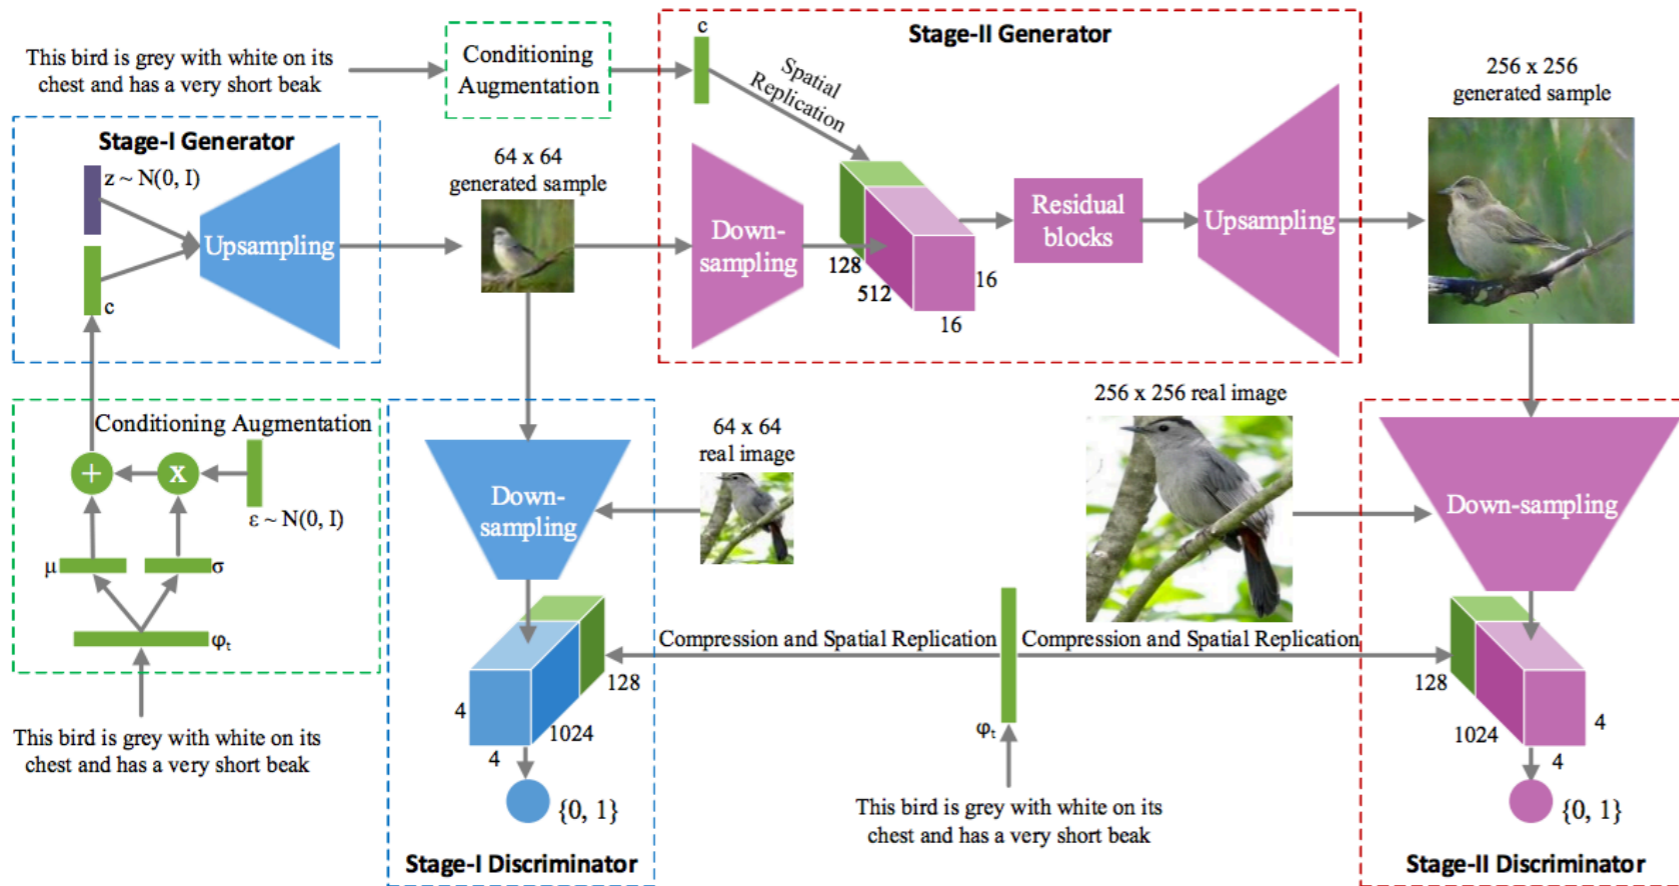 This bird is grey with white on its
chest and has a very short beak
Conditioning
Augmentation
c
Stage-II Generator
Spatial
Replication
256 x 256
generated sample
Stage-I Generator
z ~ N(0, I)
Upsampling
c
64 x 64
generated sample
Down-
sampling
128
512
16
16
Residual
blocks
Upsampling
Conditioning Augmentation
+
x
ε ~ N(0, I)
μ
σ
φt
This bird is grey with white on its
chest and has a very short beak
64 x 64
real image
Down-
sampling
4
4
1024
128
{0, 1}
Stage-I Discriminator
Compression and Spatial Replication
φt
This bird is grey with white on its
chest and has a very short beak
Compression and Spatial Replication
256 x 256 real image
Down-sampling
128
1024
4
4
{0, 1}
Stage-II Discriminator